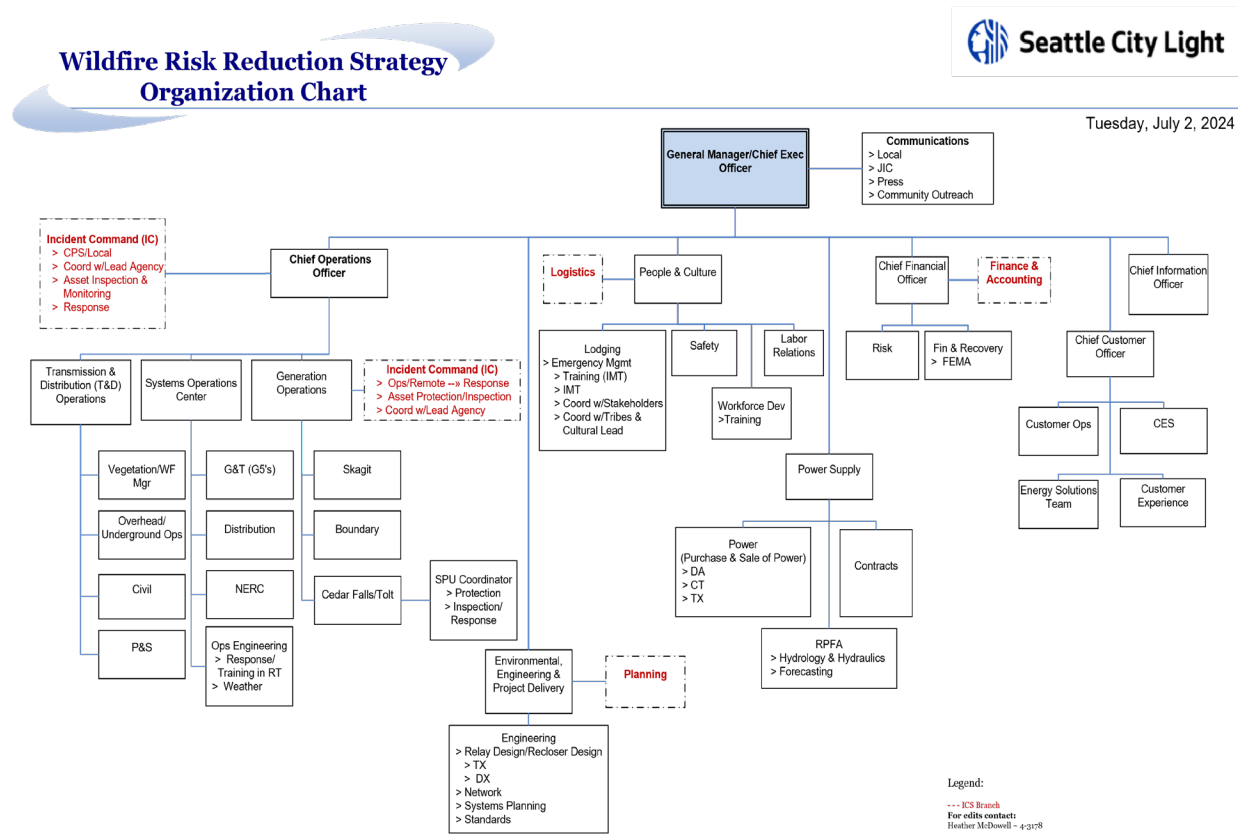 Wildfire Risk Reduction Strategy
Organization Chart
Seattle City Light
Tuesday, July 2, 2024
General Manager/Chief Exec
Officer
Communications
> Local
> JIC
> Press
> Community Outreach
Incident Command (IC)
> CPS/Local
> Coord w/Lead Agency
> Asset Inspection &
Monitoring
> Response
Chief Operations
Officer
Logistics
People & Culture
Chief Financial
Officer
Finance &
Accounting
Chief Information
Officer
Transmission &
Distribution (T&D)
Operations
Systems Operations
Center
Generation
Operations
Incident Command (IC)
> Ops/Remote --» Response
> Asset Protection/Inspection
> Coord w/Lead Agency
Lodging
> Emergency Mgmt
> Training (IMT)
> IMT
> Coord w/Stakeholders
> Coord w/Tribes &
Cultural Lead
Safety
Labor
Relations
Workforce Dev
>Training
Risk
Fin & Recovery
> FEMA
Chief Customer
Officer
Customer Ops
CES
Energy Solutions
Team
Customer
Experience
Vegetation/WF
Mgr
Overhead/
Underground Ops
Civil
P&S
G&T (G5's)
Distribution
NERC
Ops Engineering
> Response/
Training in RT
> Weather
Skagit
Boundary
Cedar Falls/Tolt
SPU Coordinator
> Protection
> Inspection/
Response
Power Supply
Power
(Purchase & Sale of Power)
> DA
> CT
> TX
Contracts
RPFA
> Hydrology & Hydraulics
> Forecasting
Environmental,
Engineering &
Project Delivery
Planning
Engineering
> Relay Design/Recloser Design
> TX
> DX
> Network
> Systems Planning
> Standards
Legend:
- - - ICS Branch
For edits contact:
Heather McDowell – 4-3178